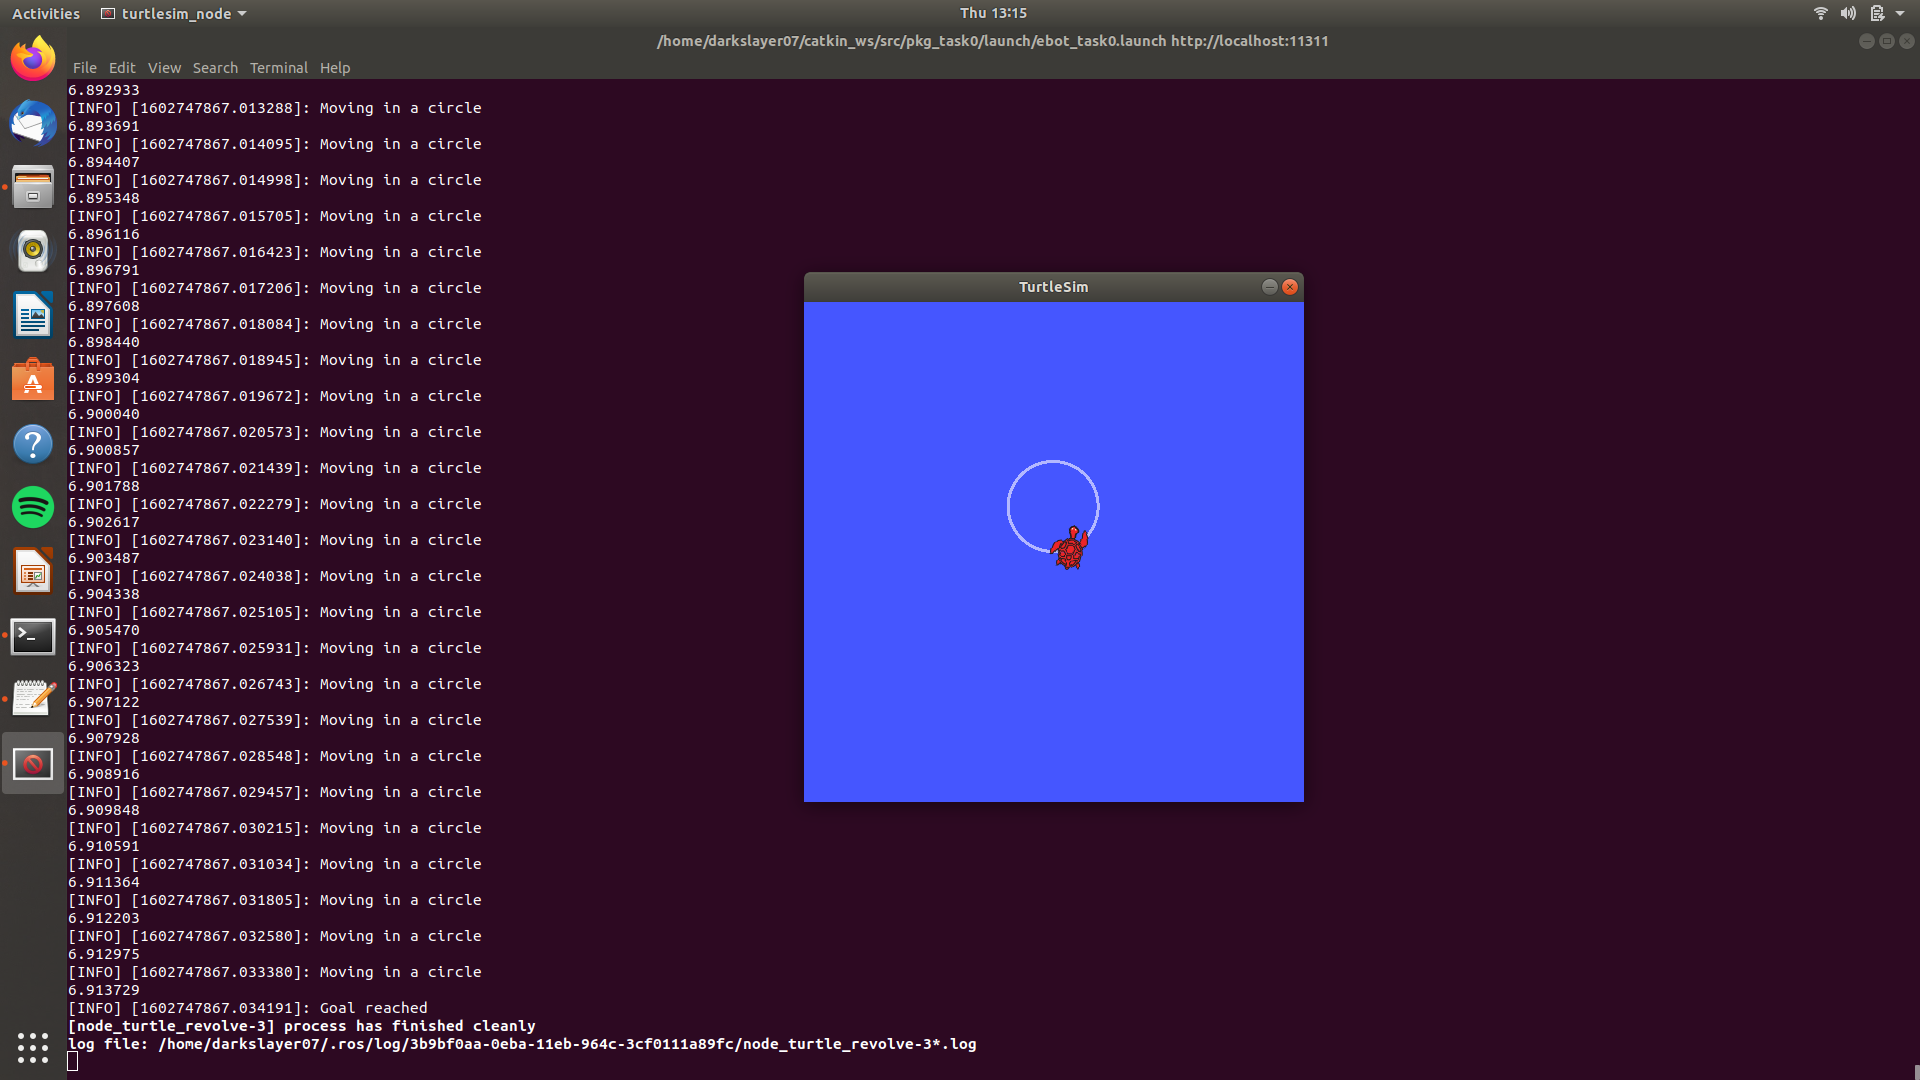 Activities turtlesim_node Thu 13:15
/home/darkslayer07/catkin_ws/src/pkg_task0/launch/ebot_task0.launch http://localhost:11311
File Edit View Search Terminal Help
6.892933
[INFO] [1602747867.013288]: Moving in a circle
6.893691
[INFO] [1602747867.014095]: Moving in a circle
6.894407
[INFO] [1602747867.014998]: Moving in a circle
6.895348
[INFO] [1602747867.015705]: Moving in a circle
6.896116
[INFO] [1602747867.016423]: Moving in a circle
6.896791
[INFO] [1602747867.017206]: Moving in a circle
6.897608
[INFO] [1602747867.018084]: Moving in a circle
6.898440
[INFO] [1602747867.018945]: Moving in a circle
6.899304
[INFO] [1602747867.019672]: Moving in a circle
6.900040
[INFO] [1602747867.020573]: Moving in a circle
6.900857
[INFO] [1602747867.021439]: Moving in a circle
6.901788
[INFO] [1602747867.022279]: Moving in a circle
6.902617
[INFO] [1602747867.023140]: Moving in a circle
6.903487
[INFO] [1602747867.024038]: Moving in a circle
6.904338
[INFO] [1602747867.025105]: Moving in a circle
6.905470
[INFO] [1602747867.025931]: Moving in a circle
6.906323
[INFO] [1602747867.026743]: Moving in a circle
6.907122
[INFO] [1602747867.027539]: Moving in a circle
6.907928
[INFO] [1602747867.028548]: Moving in a circle
6.908916
[INFO] [1602747867.029457]: Moving in a circle
6.909848
[INFO] [1602747867.030215]: Moving in a circle
6.910591
[INFO] [1602747867.031034]: Moving in a circle
6.911364
[INFO] [1602747867.031805]: Moving in a circle
6.912203
[INFO] [1602747867.032580]: Moving in a circle
6.912975
[INFO] [1602747867.033380]: Moving in a circle
6.913729
[INFO] [1602747867.034191]: Goal reached
[node_turtle_revolve-3] process has finished cleanly
log file: /home/darkslayer07/.ros/log/3b9bf0aa-0eba-11eb-964c-3cf0111a89fc/node_turtle_revolve-3*.log
TurtleSim